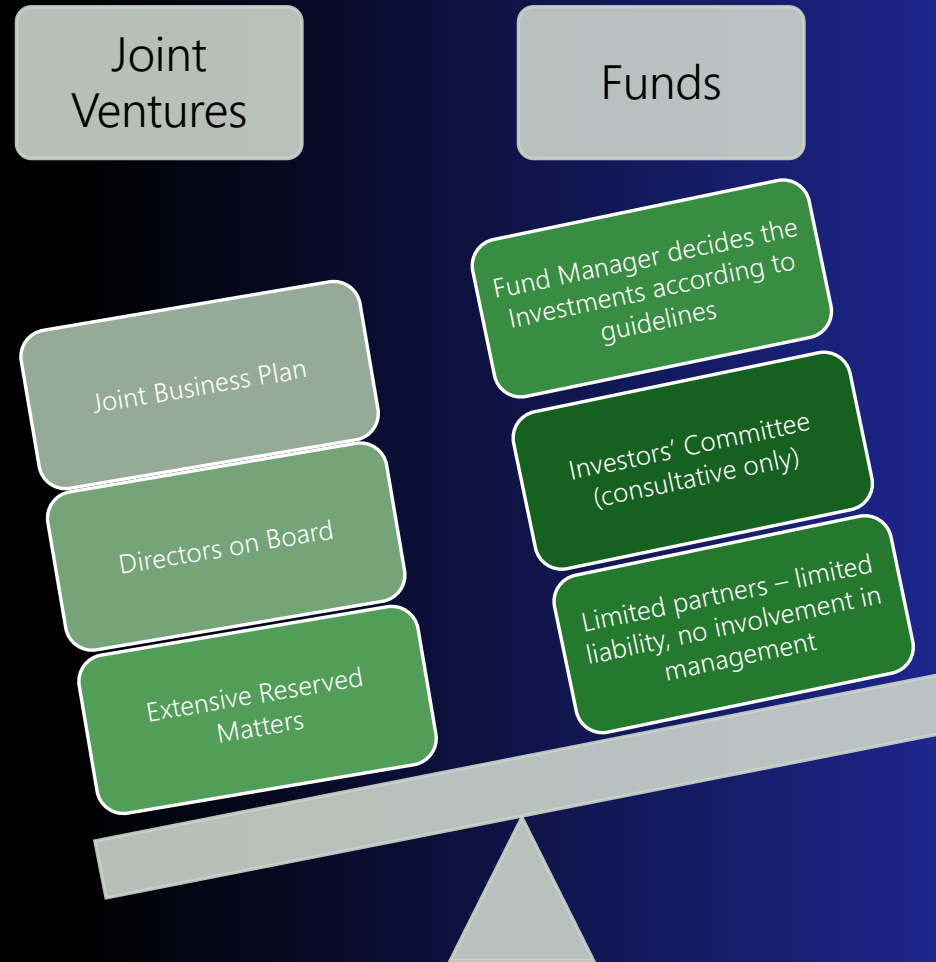 Joint
Ventures
Funds
Joint Business Plan
Directors on Board
Extensive Reserved
Matters
Fund Manager decides the
Investments according to
guidelines
Investors’ Committee
(consultative only)
Limited partners – limited
liability, no involvement in
management